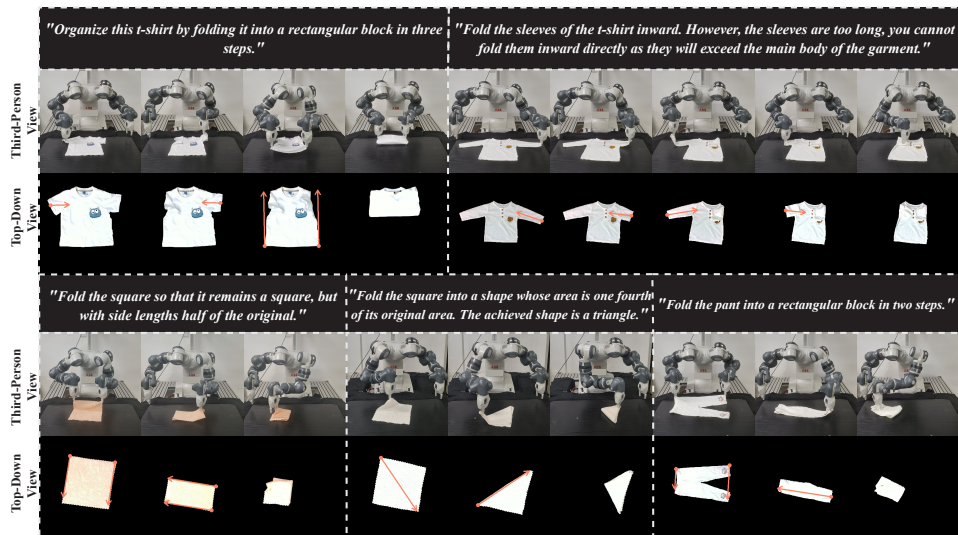 "Organize this t-shirt by folding it into a rectangular block in three
steps."
"Fold the sleeves of the t-shirt inward. However, the sleeves are too long, you cannot
fold them inward directly as they will exceed the main body of the garment."
Third-Person
View
Top-Down
View
"Fold the square so that it remains a square, but
with side lengths half of the original."
"Fold the square into a shape whose area is one fourth
of its original area. The achieved shape is a triangle."
"Fold the pant into a rectangular block in two steps."
Third-Person
View
Top-Down
View